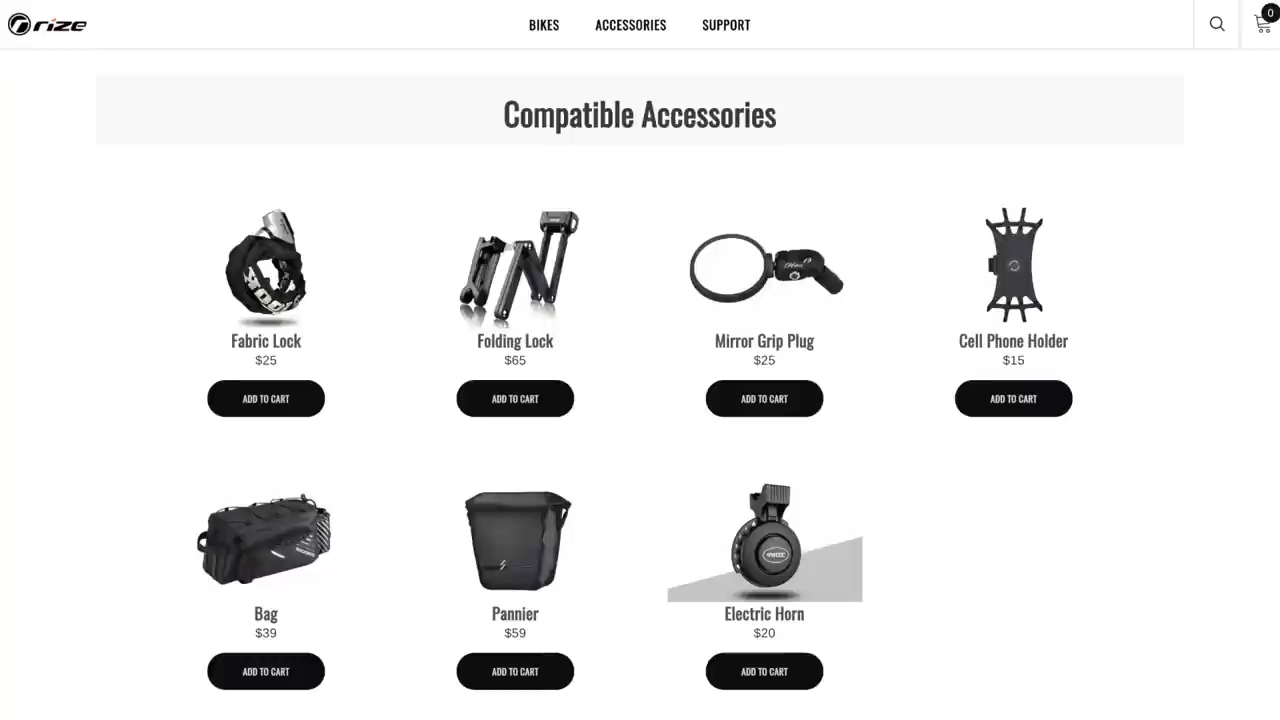 rize
BIKES ACCESSORIES SUPPORT
0
Compatible Accessories
Fabric Lock
$25
ADD TO CART
Folding Lock
$65
ADD TO CART
Mirror Grip Plug
$25
ADD TO CART
Cell Phone Holder
$15
ADD TO CART
Bag
$39
ADD TO CART
Pannier
$59
ADD TO CART
Electric Horn
$20
ADD TO CART